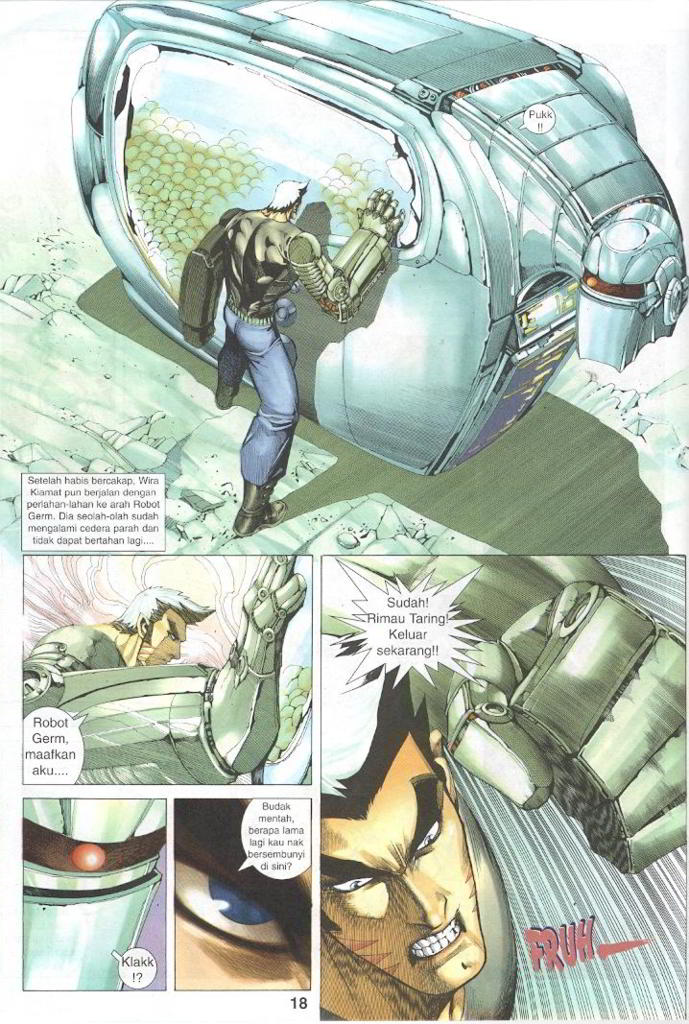 Pukk
!!
Setelah habis bercakap, Wira
Kiamat pun berjalan dengan
perlahan-lahan ke arah Robot
Germ. Dia seolah-olah sudah
mengalami cedera parah dan
tidak dapat bertahan lagi....
Robot
Germ,
maafkan
aku....
Sudah!
Rimau Taring!
Keluar
sekarang!!
Klakk
!?
Budak
mentah,
berapa lama
lagi kau nak
bersembunyi
di sini?
FRUH
18